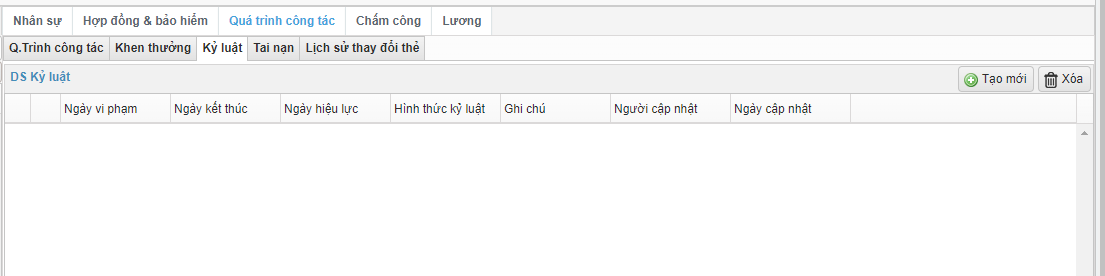 Nhân sự Hợp đồng & bảo hiểm Quá trình công tác Chấm công Lương
Q.Trình công tác Khen thưởng Kỷ luật Tai nạn Lịch sử thay đổi thẻ
DS Kỷ luật Tạo mới Xóa
Ngày vi phạm Ngày kết thúc Ngày hiệu lực Hình thức kỷ luật Ghi chú Người cập nhật Ngày cập nhật